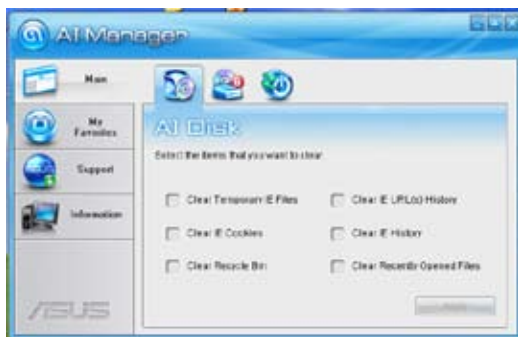 AI Manager
Main
My
Favorites
Support
Information
AI Disk
Select the items that you want to clear
Clear Temporary IE Files
Clear IE URL(s) History
Clear IE Cookies
Clear IE History
Clear Recycle Bin
Clear Recently Opened Files
ASUS